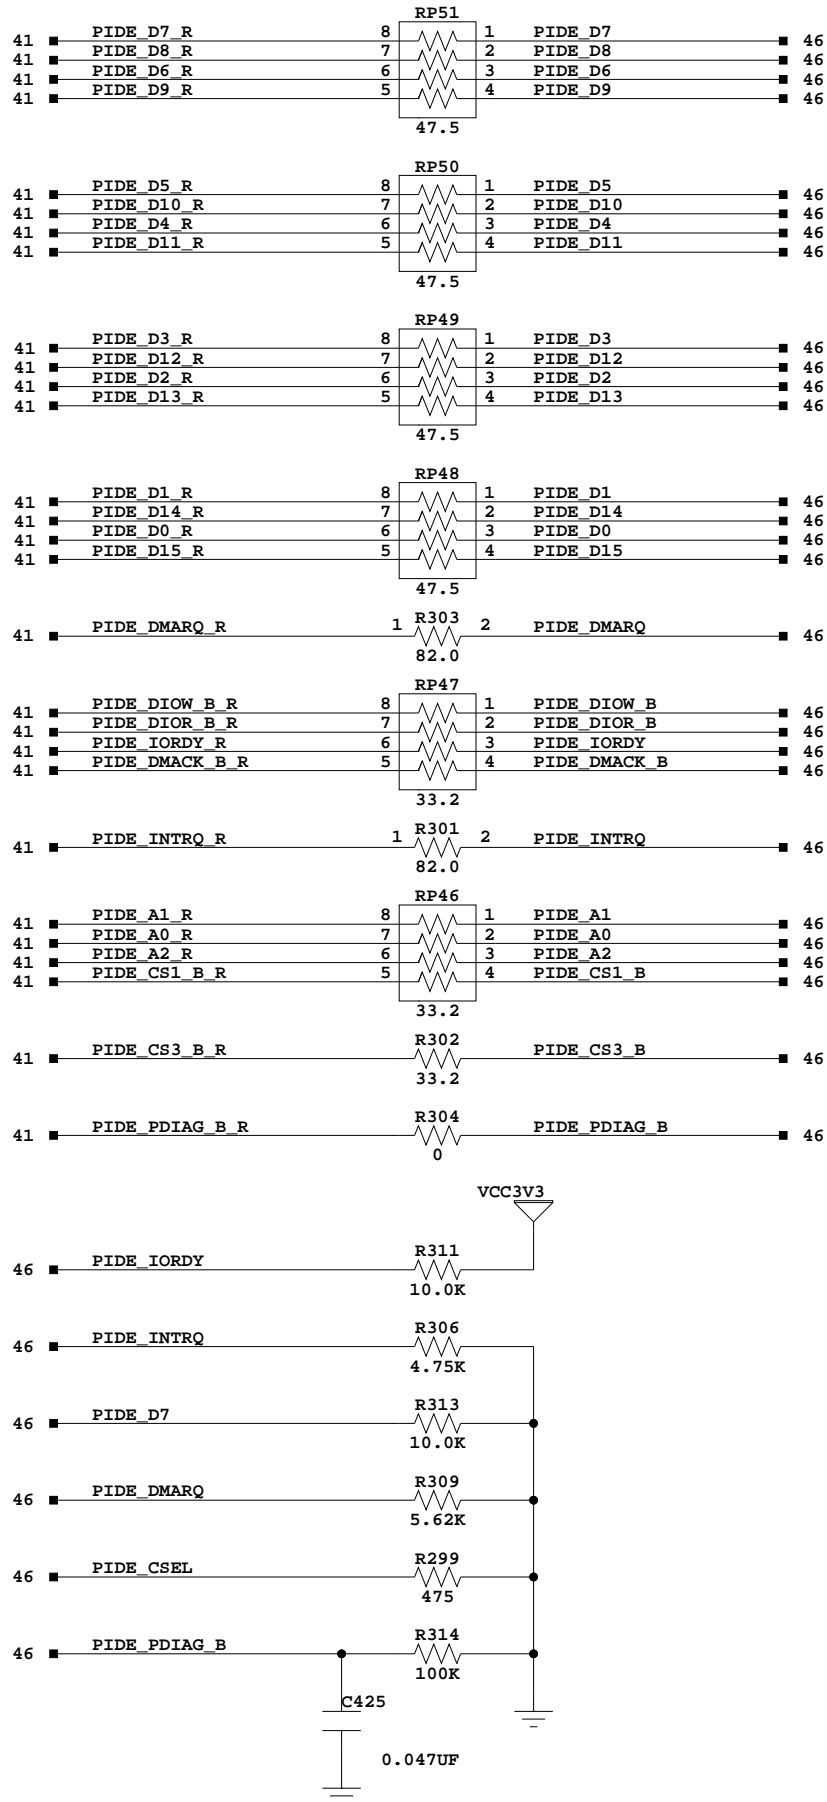 RP51
41 PIDE_D7_R 8 1 PIDE_D7 46
41 PIDE_D8_R 7 2 PIDE_D8 46
41 PIDE_D6_R 6 3 PIDE_D6 46
41 PIDE_D9_R 5 4 PIDE_D9 46
47.5
RP50
41 PIDE_D5_R 8 1 PIDE_D5 46
41 PIDE_D10_R 7 2 PIDE_D10 46
41 PIDE_D4_R 6 3 PIDE_D4 46
41 PIDE_D11_R 5 4 PIDE_D11 46
47.5
RP49
41 PIDE_D3_R 8 1 PIDE_D3 46
41 PIDE_D12_R 7 2 PIDE_D12 46
41 PIDE_D2_R 6 3 PIDE_D2 46
41 PIDE_D13_R 5 4 PIDE_D13 46
47.5
RP48
41 PIDE_D1_R 8 1 PIDE_D1 46
41 PIDE_D14_R 7 2 PIDE_D14 46
41 PIDE_D0_R 6 3 PIDE_D0 46
41 PIDE_D15_R 5 4 PIDE_D15 46
47.5
R303
41 PIDE_DMARQ_R 1 2 PIDE_DMARQ 46
82.0
RP47
41 PIDE_DIOW_B_R 8 1 PIDE_DIOW_B 46
41 PIDE_DIOR_B_R 7 2 PIDE_DIOR_B 46
41 PIDE_IORDY_R 6 3 PIDE_IORDY 46
41 PIDE_DMACK_B_R 5 4 PIDE_DMACK_B 46
33.2
R301
41 PIDE_INTRQ_R 1 2 PIDE_INTRQ 46
82.0
RP46
41 PIDE_A1_R 8 1 PIDE_A1 46
41 PIDE_A0_R 7 2 PIDE_A0 46
41 PIDE_A2_R 6 3 PIDE_A2 46
41 PIDE_CS1_B_R 5 4 PIDE_CS1_B 46
33.2
R302
41 PIDE_CS3_B_R PIDE_CS3_B 46
33.2
R304
41 PIDE_PDIAG_B_R PIDE_PDIAG_B 46
0
VCC3V3
R311
46 PIDE_IORDY
10.0K
R306
46 PIDE_INTRQ
4.75K
R313
46 PIDE_D7
10.0K
R309
46 PIDE_DMARQ
5.62K
R299
46 PIDE_CSEL
475
R314
46 PIDE_PDIAG_B
100K
C425
0.047UF